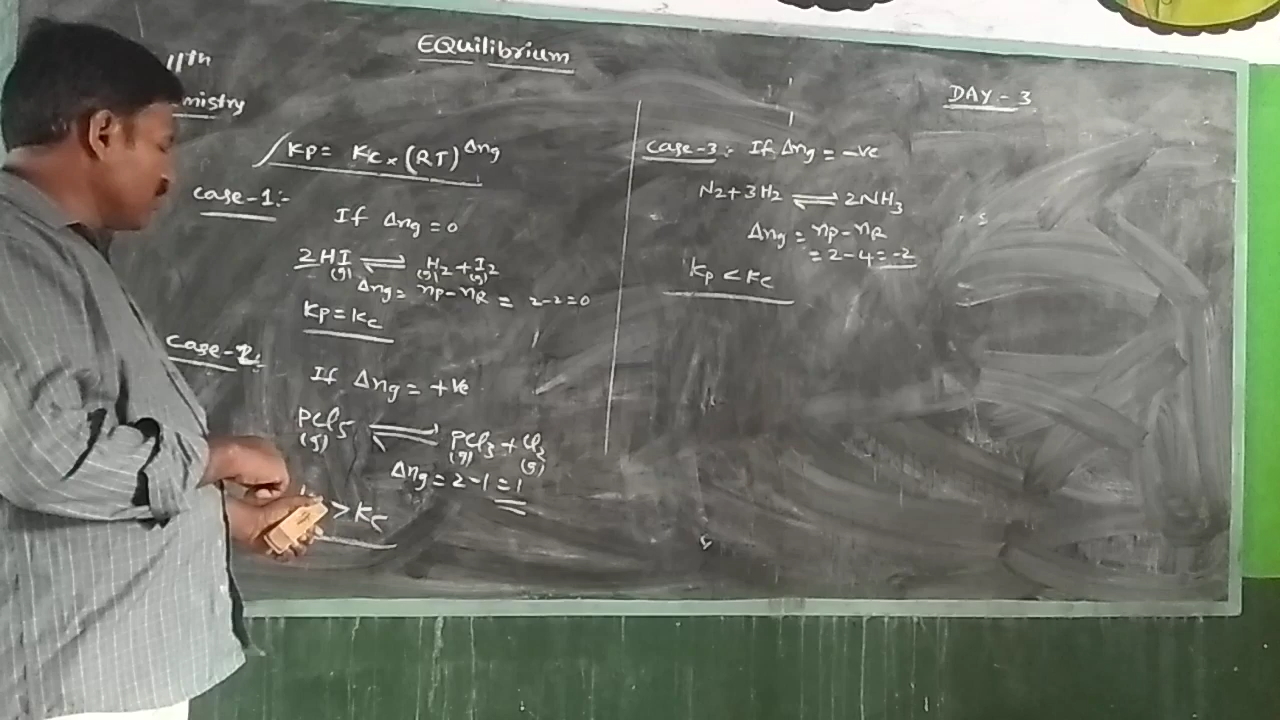 11th
mistry
EQuilibrium
DAY - 3
KP = Kc × (RT)^Δng
Case-1:-
If Δng = 0
2HI(g) ⇌ H2(g) + I2(g)
Δng = nP - nR = 2-2=0
KP = Kc
Case-2:
If Δng = +ve
PCl5(g) ⇌ PCl3(g) + Cl2(g)
Δng = 2-1 = 1
> Kc
Case-3:- If Δng = -ve
N2 + 3H2 ⇌ 2NH3
Δng = nP - nR
= 2-4 = -2
KP < Kc